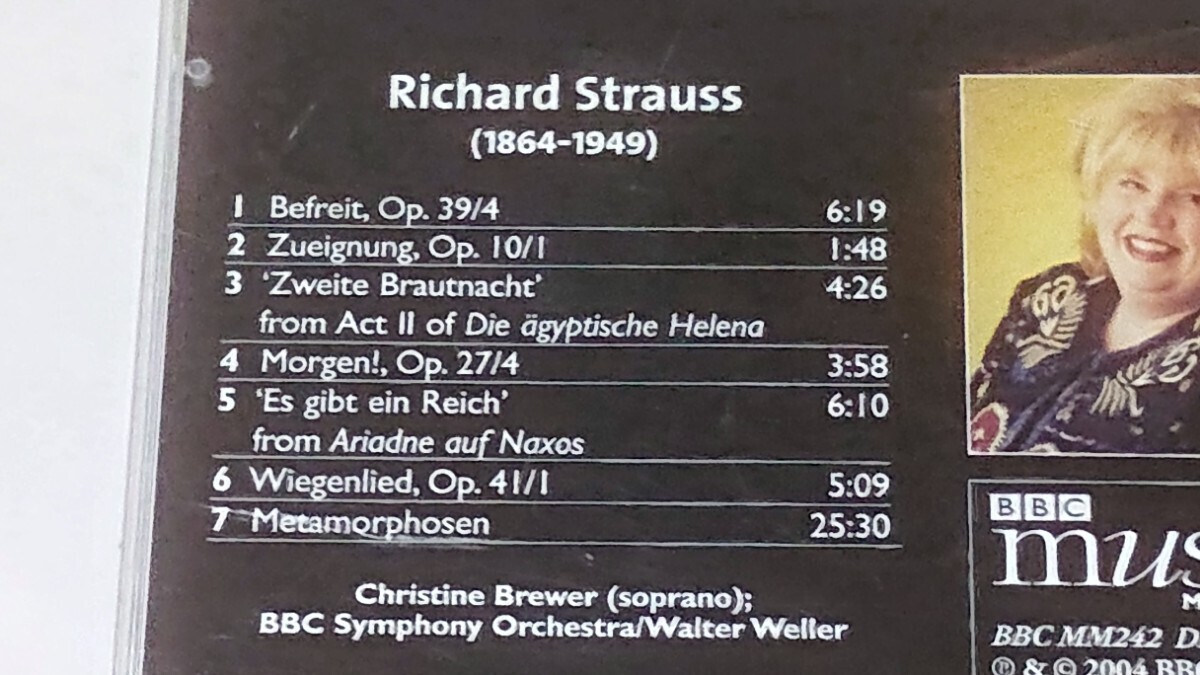 Richard Strauss
(1864-1949)
1 Befreit, Op. 39/4 6:19
2 Zueignung, Op. 10/1 1:48
3 ‘Zweite Brautnacht’ 4:26
from Act II of Die ägyptische Helena
4 Morgen!, Op. 27/4 3:58
5 ‘Es gibt ein Reich’ 6:10
from Ariadne auf Naxos
6 Wiegenlied, Op. 41/1 5:09
7 Metamorphosen 25:30
Christine Brewer (soprano);
BBC Symphony Orchestra/Walter Weller
BBC
mus
M
BBC MM242 D
℗ & © 2004 BBC